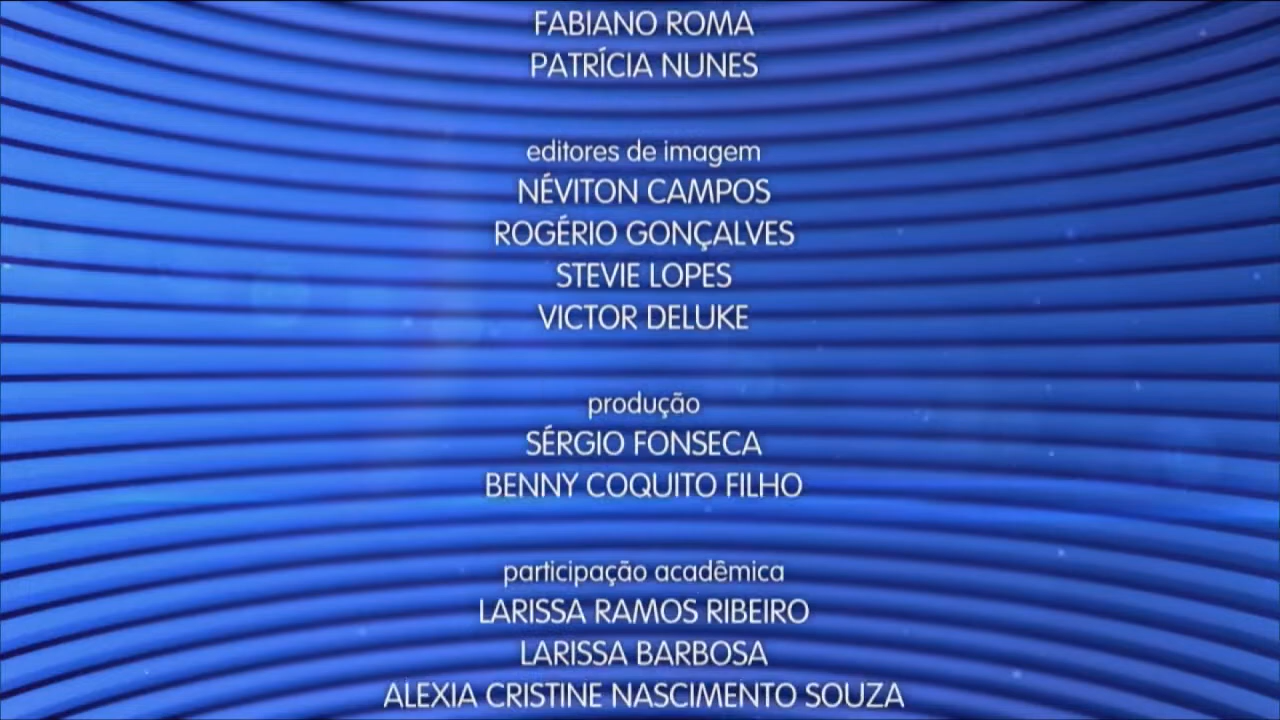 FABIANO ROMA
PATRÍCIA NUNES
editores de imagem
NÉVITON CAMPOS
ROGÉRIO GONÇALVES
STEVIE LOPES
VICTOR DELUKE
produção
SÉRGIO FONSECA
BENNY COQUITO FILHO
participação acadêmica
LARISSA RAMOS RIBEIRO
LARISSA BARBOSA
ALEXIA CRISTINE NASCIMENTO SOUZA